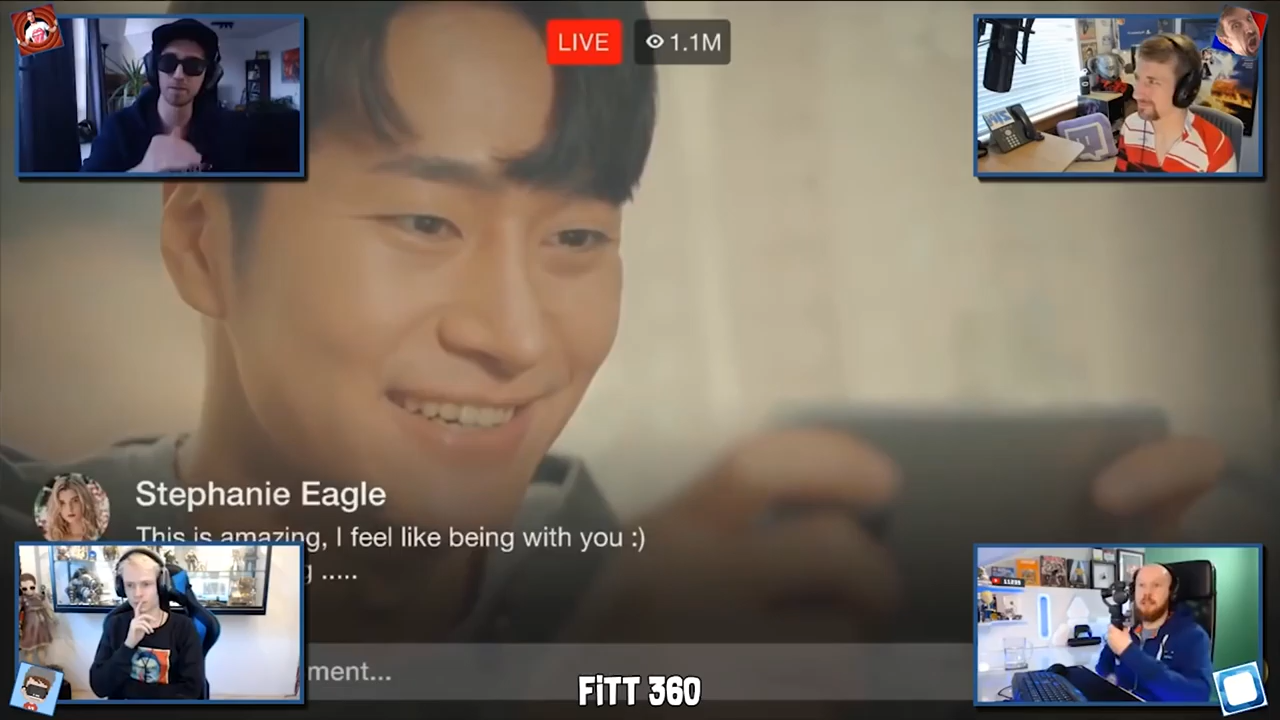 LIVE
1.1M
Stephanie Eagle
This is amazing, I feel like being with you :)
g .....
ment...
FiTT 360